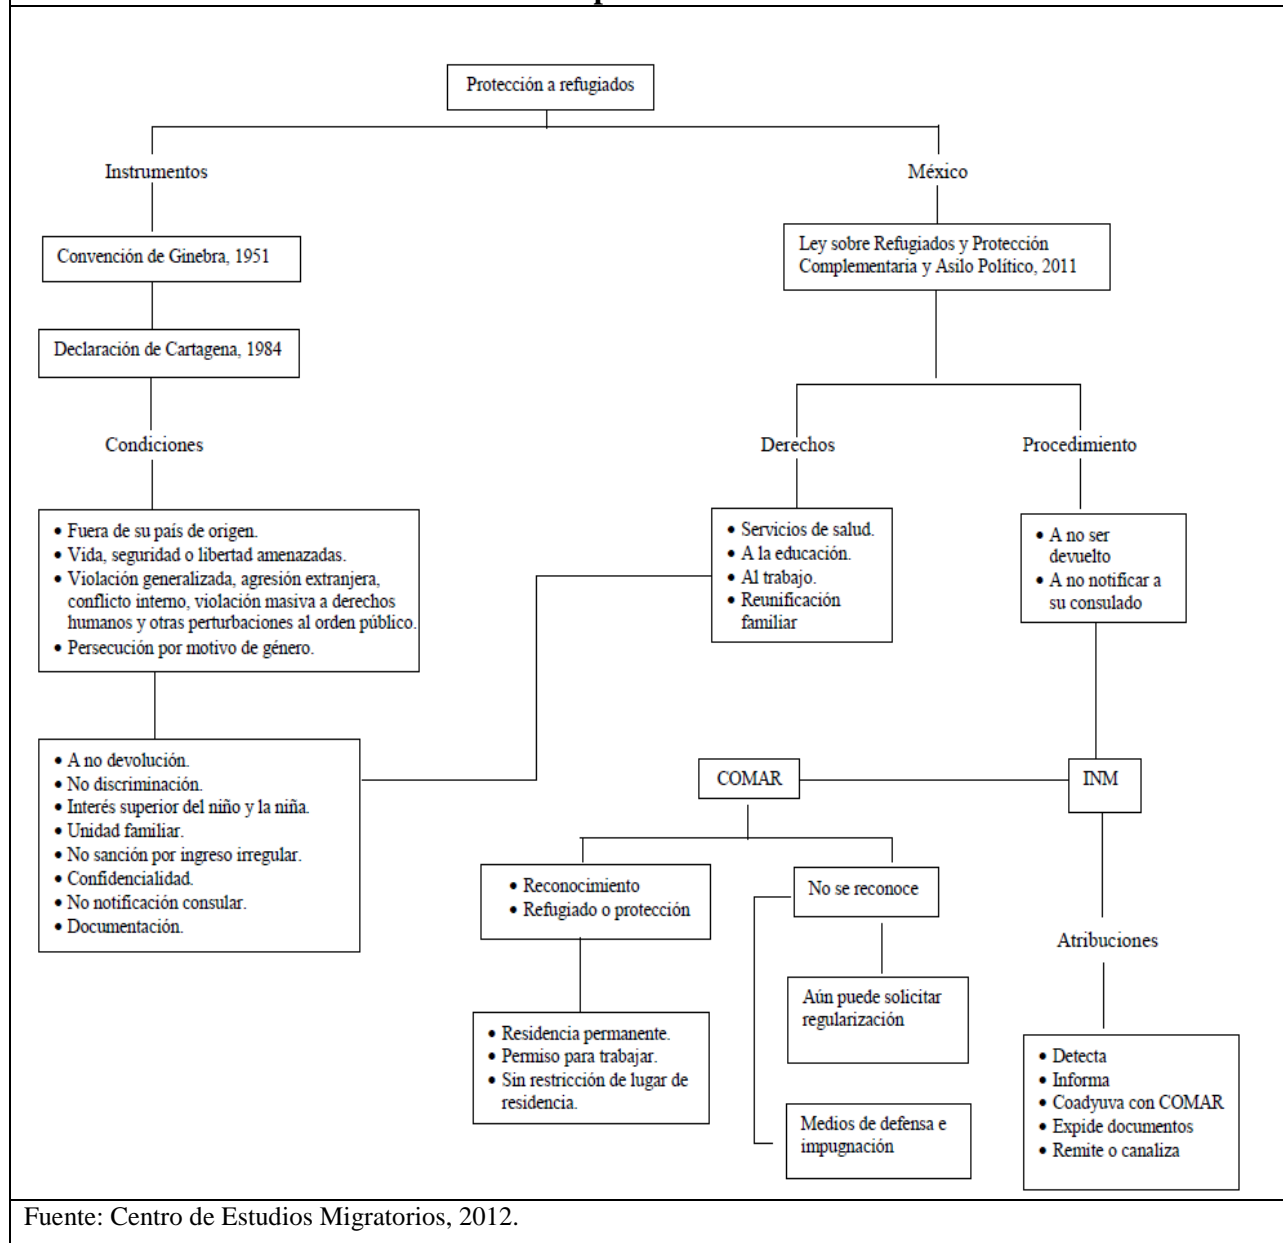 Protección a refugiados
Instrumentos
México
Convención de Ginebra, 1951
Ley sobre Refugiados y Protección
Complementaria y Asilo Político, 2011
Declaración de Cartagena, 1984
Condiciones
Derechos
Procedimiento
• Fuera de su país de origen.
• Vida, seguridad o libertad amenazadas.
• Violación generalizada, agresión extranjera,
conflicto interno, violación masiva a derechos
humanos y otras perturbaciones al orden público.
• Persecución por motivo de género.
• Servicios de salud.
• A la educación.
• Al trabajo.
• Reunificación
familiar
• A no ser
devuelto
• A no notificar a
su consulado
• A no devolución.
• No discriminación.
• Interés superior del niño y la niña.
• Unidad familiar.
• No sanción por ingreso irregular.
• Confidencialidad.
• No notificación consular.
• Documentación.
COMAR
INM
• Reconocimiento
• Refugiado o protección
No se reconoce
Atribuciones
Aún puede solicitar
regularización
• Residencia permanente.
• Permiso para trabajar.
• Sin restricción de lugar de
residencia.
Medios de defensa e
impugnación
• Detecta
• Informa
• Coadyuva con COMAR
• Expide documentos
• Remite o canaliza
Fuente: Centro de Estudios Migratorios, 2012.